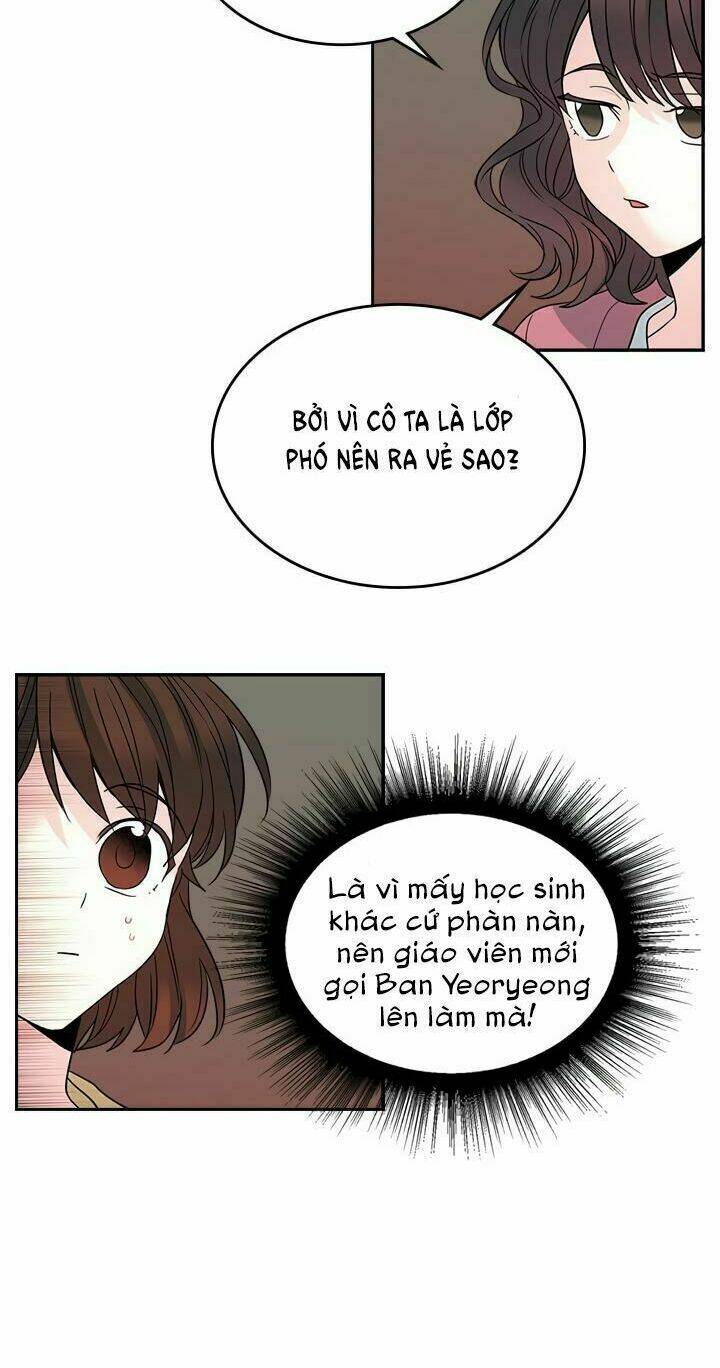 BỞI VÌ CÔ TA LÀ LỚP
PHÓ NÊN RA VẺ SAO?
Là vì mấy học sinh
khác cứ phàn nàn,
nên giáo viên mới
gọi Ban Yeoryeong
lên làm mà!